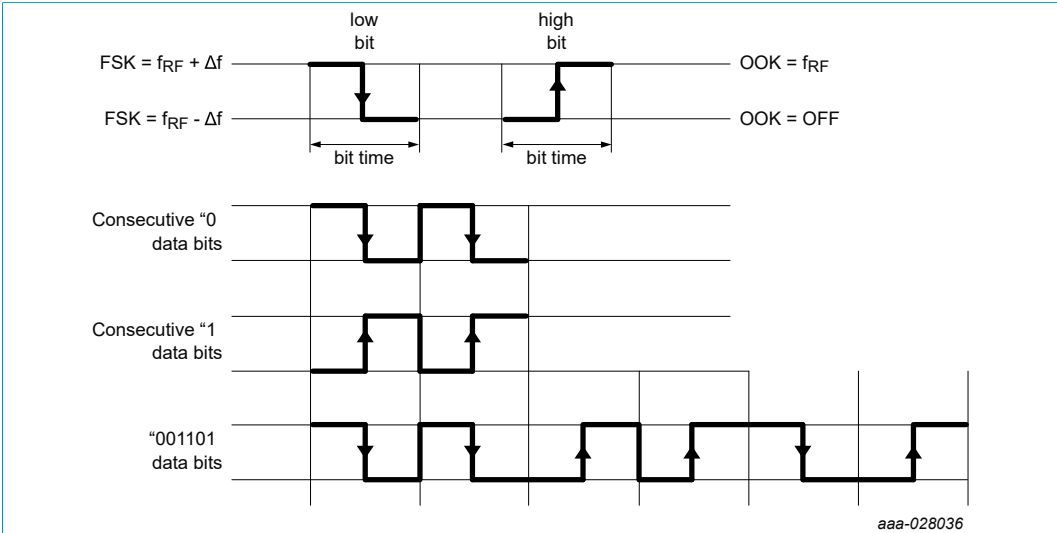 low
bit
high
bit
FSK = fRF + Δf
OOK = fRF
FSK = fRF - Δf
OOK = OFF
bit time
bit time
Consecutive “0
data bits
Consecutive “1
data bits
“001101
data bits
aaa-028036